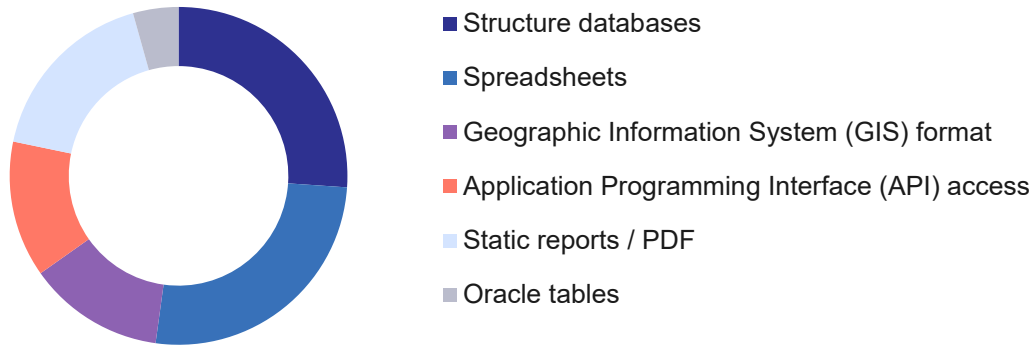 Structure databases
Spreadsheets
Geographic Information System (GIS) format
Application Programming Interface (API) access
Static reports / PDF
Oracle tables